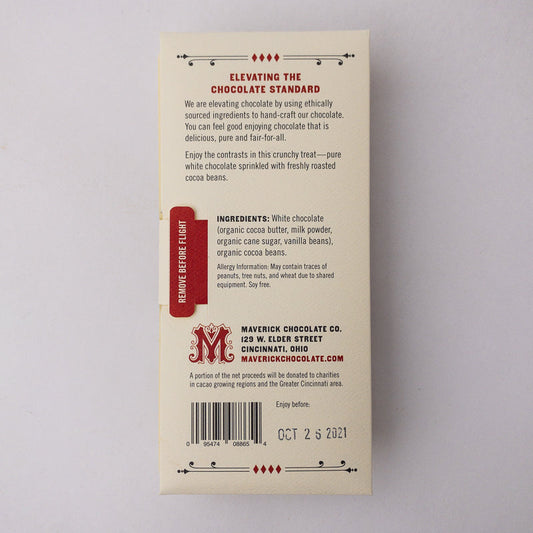 ELEVATING THE
CHOCOLATE STANDARD
We are elevating chocolate by using ethically
sourced ingredients to hand-craft our chocolate.
You can feel good enjoying chocolate that is
delicious, pure and fair-for-all.
Enjoy the contrasts in this crunchy treat—pure
white chocolate sprinkled with freshly roasted
cocoa beans.
REMOVE BEFORE FLIGHT
INGREDIENTS: White chocolate
(organic cocoa butter, milk powder,
organic cane sugar, vanilla beans),
organic cocoa beans.
Allergy Information: May contain traces of
peanuts, tree nuts, and wheat due to shared
equipment. Soy free.
M
MAVERICK CHOCOLATE CO.
129 W. ELDER STREET
CINCINNATI, OHIO
MAVERICKCHOCOLATE.COM
A portion of the net proceeds will be donated to charities
in cacao growing regions and the Greater Cincinnati area.
Enjoy before:
OCT 26 2021
0 95474 08865 4